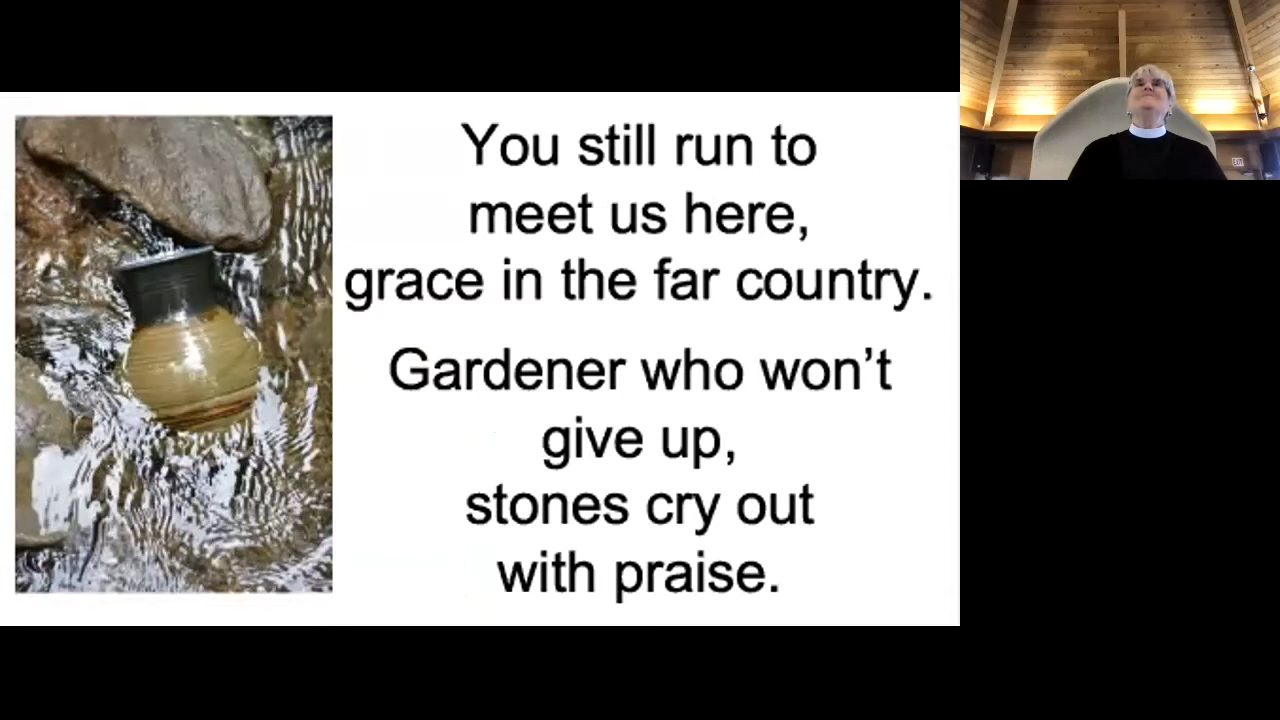 You still run to
meet us here,
grace in the far country.
Gardener who won’t
give up,
stones cry out
with praise.
EXIT